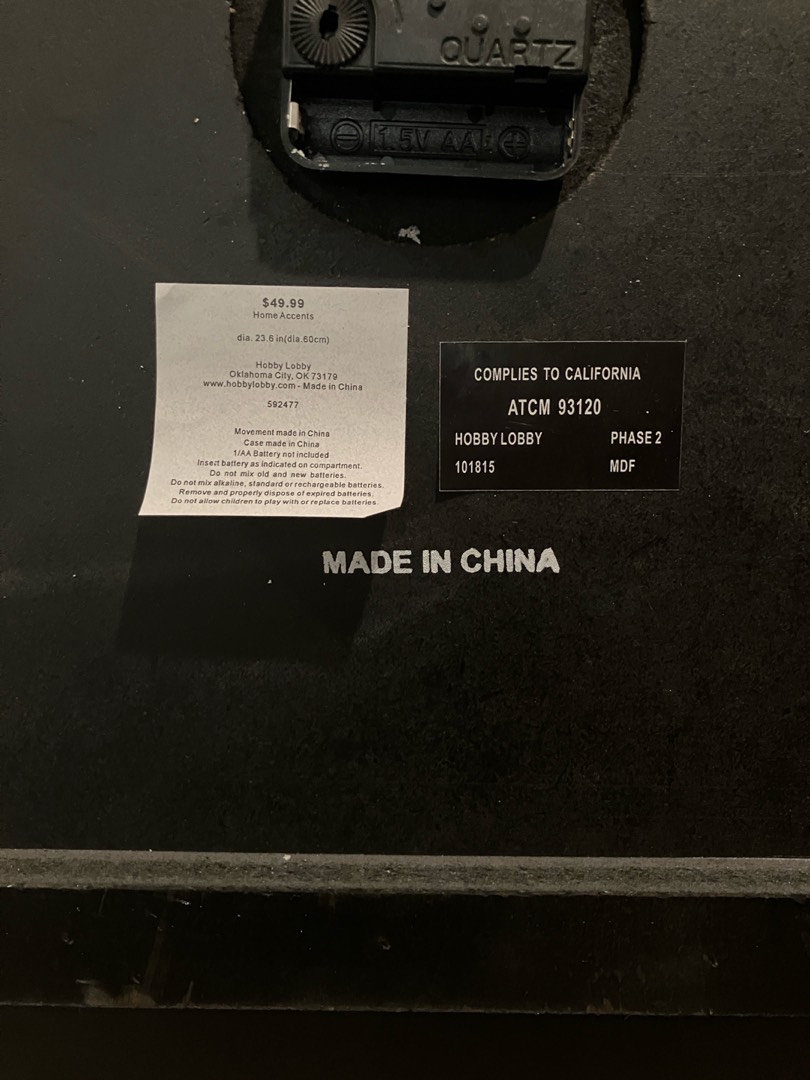 QUARTZ
⊖ 1.5V AA ⊕
$49.99
Home Accents
dia. 23.6 in(dia.60cm)
Hobby Lobby
Oklahoma City, OK 73179
www.hobbylobby.com - Made in China
592477
Movement made in China
Case made in China
1/AA Battery not included
Insert battery as indicated on compartment.
Do not mix old and new batteries.
Do not mix alkaline, standard or rechargeable batteries.
Remove and properly dispose of expired batteries.
Do not allow children to play with or replace batteries.
COMPLIES TO CALIFORNIA
ATCM 93120
HOBBY LOBBY PHASE 2
101815 MDF
MADE IN CHINA